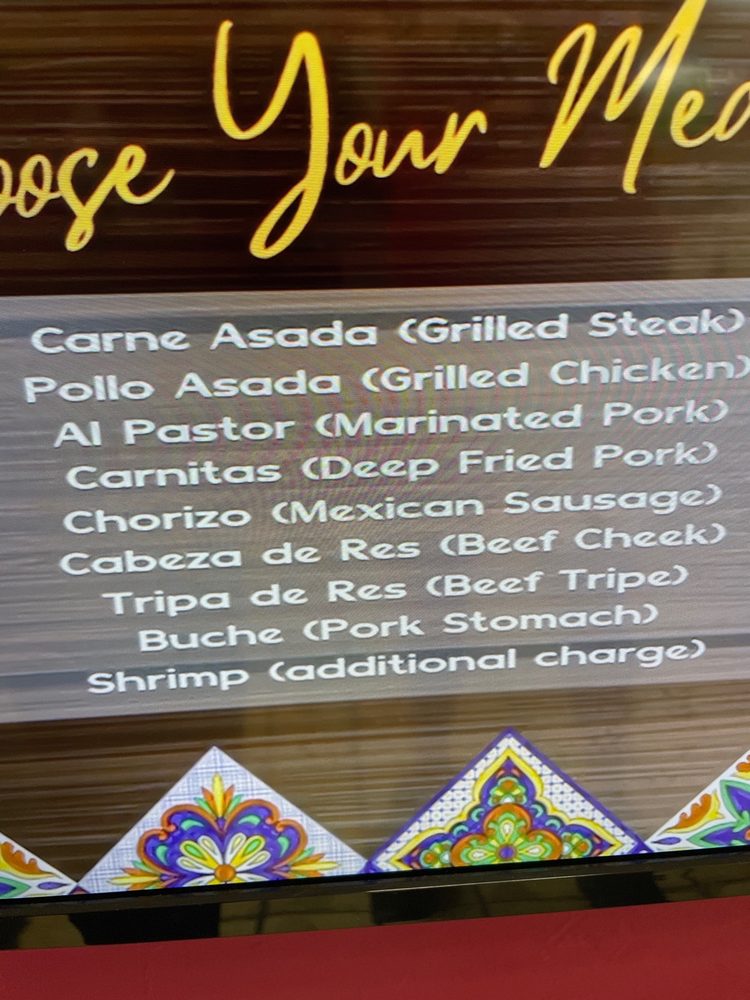 oose Your Mea
Carne Asada (Grilled Steak)
Pollo Asada (Grilled Chicken)
Al Pastor (Marinated Pork)
Carnitas (Deep Fried Pork)
Chorizo (Mexican Sausage)
Cabeza de Res (Beef Cheek)
Tripa de Res (Beef Tripe)
Buche (Pork Stomach)
Shrimp (additional charge)